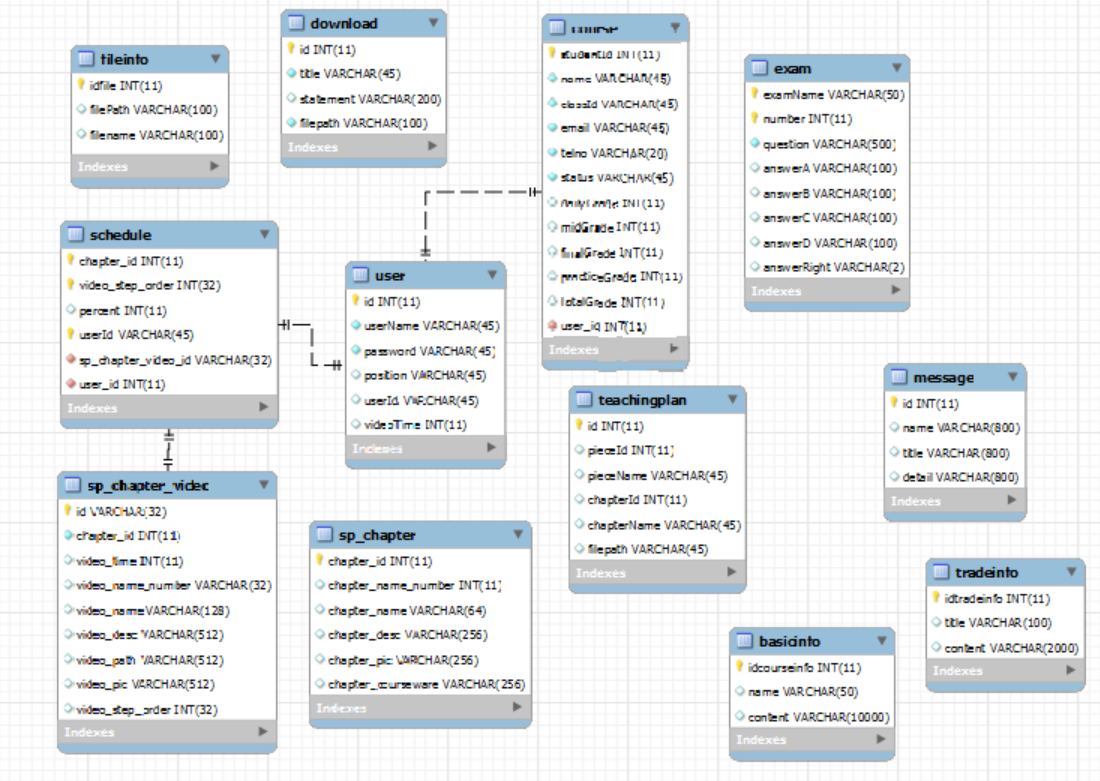 download
id INT(11)
title VARCHAR(45)
statement VARCHAR(200)
filepath VARCHAR(100)
Indexes
course
studentId INT(11)
name VARCHAR(45)
classId VARCHAR(45)
email VARCHAR(45)
telno VARCHAR(20)
status VARCHAR(45)
INT(11)
midGrade INT(11)
finalGrade INT(11)
practiceGrade INT(11)
totalGrade INT(11)
user_id INT(11)
Indexes
fileinfo
idfile INT(11)
filePath VARCHAR(100)
filename VARCHAR(100)
Indexes
exam
examName VARCHAR(50)
number INT(11)
question VARCHAR(500)
answerA VARCHAR(100)
answerB VARCHAR(100)
answerC VARCHAR(100)
answerD VARCHAR(100)
answerRight VARCHAR(2)
Indexes
schedule
chapter_id INT(11)
video_step_order INT(32)
percent INT(11)
userId VARCHAR(45)
sp_chapter_video_id VARCHAR(32)
user_id INT(11)
Indexes
user
id INT(11)
userName VARCHAR(45)
password VARCHAR(45)
position VARCHAR(45)
userId VARCHAR(45)
videoTime INT(11)
Indexes
teachingplan
id INT(11)
pieceId INT(11)
pieceName VARCHAR(45)
chapterId INT(11)
chapterName VARCHAR(45)
filepath VARCHAR(45)
Indexes
message
id INT(11)
name VARCHAR(800)
title VARCHAR(800)
detail VARCHAR(800)
Indexes
sp_chapter_video
id VARCHAR(32)
chapter_id INT(11)
video_time INT(11)
video_name_number VARCHAR(32)
video_name VARCHAR(128)
video_desc VARCHAR(512)
video_path VARCHAR(512)
video_pic VARCHAR(512)
video_step_order INT(32)
Indexes
sp_chapter
chapter_id INT(11)
chapter_name_number INT(11)
chapter_name VARCHAR(64)
chapter_desc VARCHAR(256)
chapter_pic VARCHAR(256)
chapter_courseware VARCHAR(256)
Indexes
tradeinfo
idtradeinfo INT(11)
title VARCHAR(100)
content VARCHAR(2000)
Indexes
basicinfo
idcourseinfo INT(11)
name VARCHAR(50)
content VARCHAR(10000)
Indexes